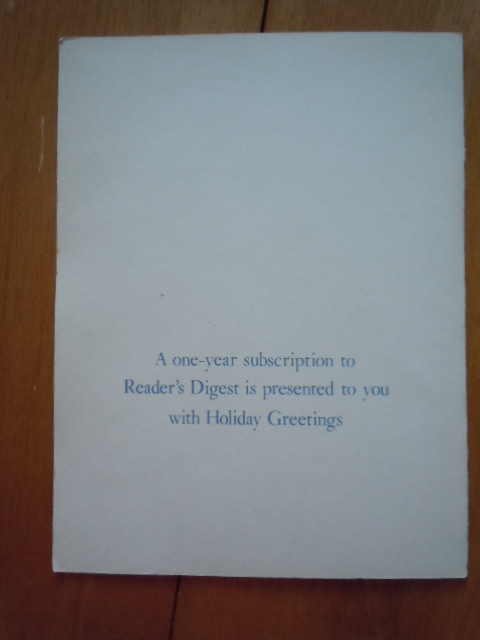 A one-year subscription to
Reader's Digest is presented to you
with Holiday Greetings